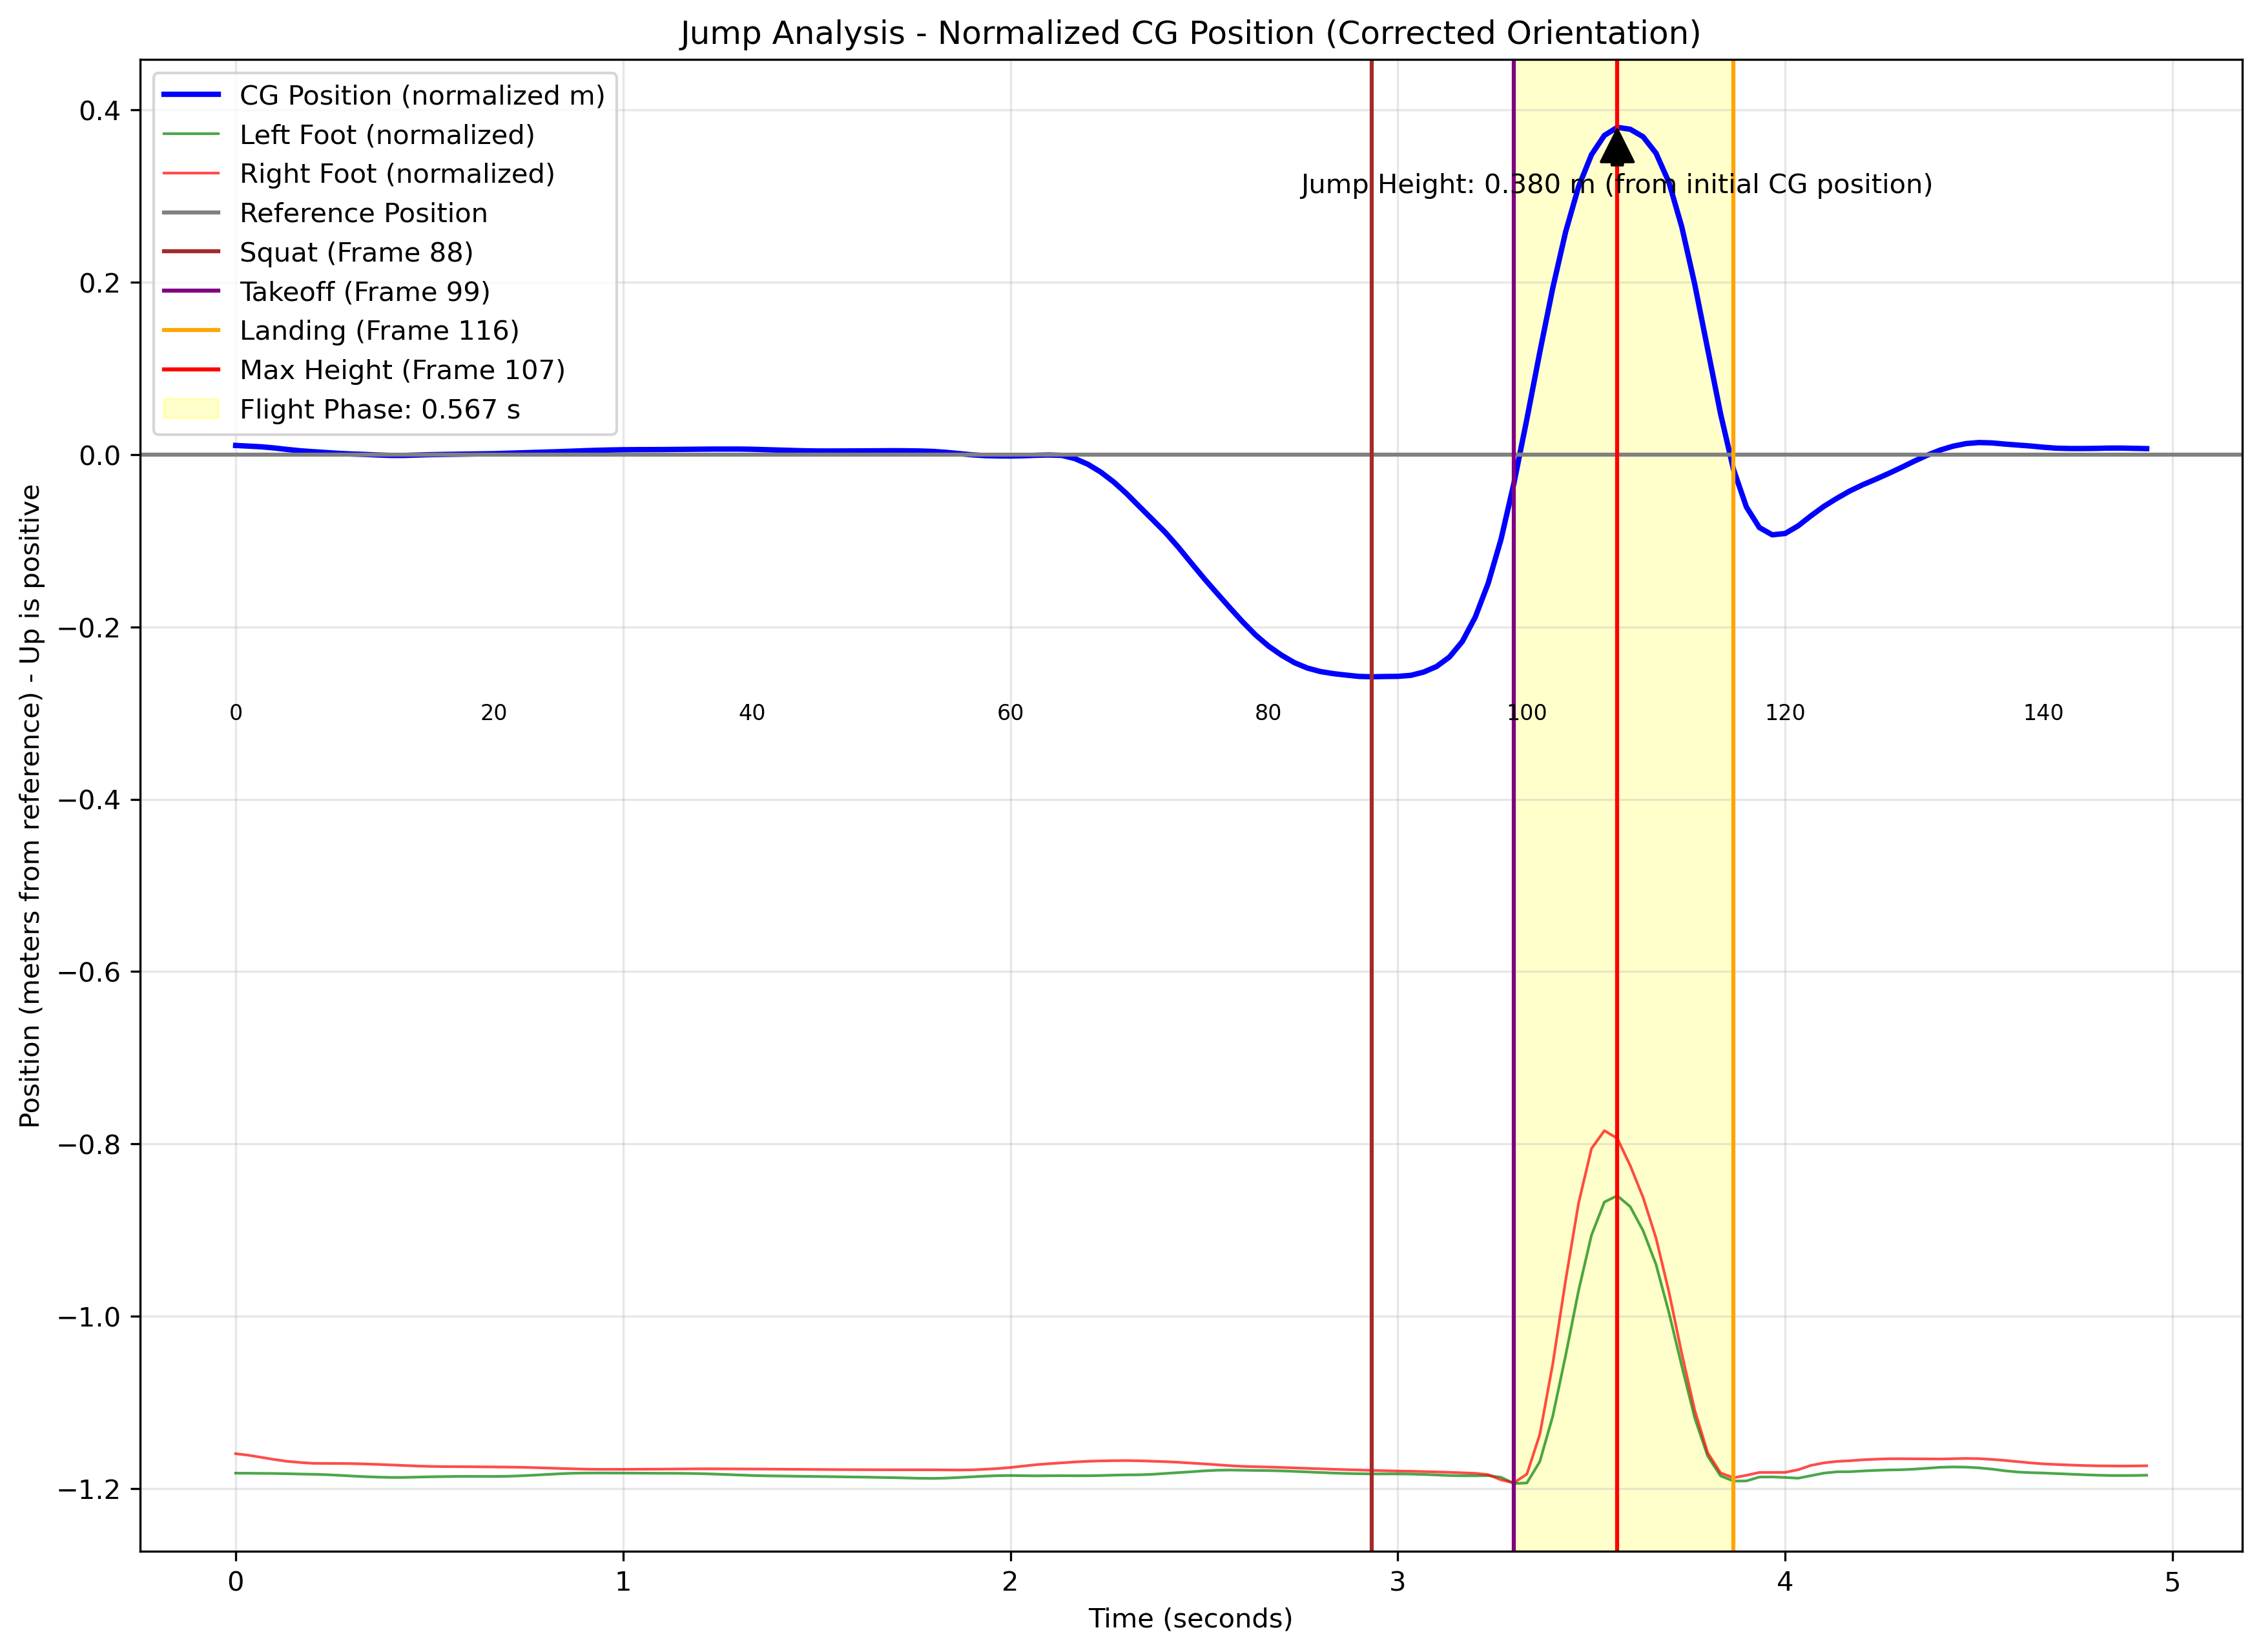 Jump Analysis - Normalized CG Position (Corrected Orientation)
CG Position (normalized m)
Left Foot (normalized)
Right Foot (normalized)
Reference Position
Squat (Frame 88)
Takeoff (Frame 99)
Landing (Frame 116)
Max Height (Frame 107)
Flight Phase: 0.567 s
Jump Height: 0.380 m (from initial CG position)
Position (meters from reference) - Up is positive
0.4
0.2
0.0
−0.2
−0.4
−0.6
−0.8
−1.0
−1.2
0 20 40 60 80 100 120 140
0 1 2 3 4 5
Time (seconds)